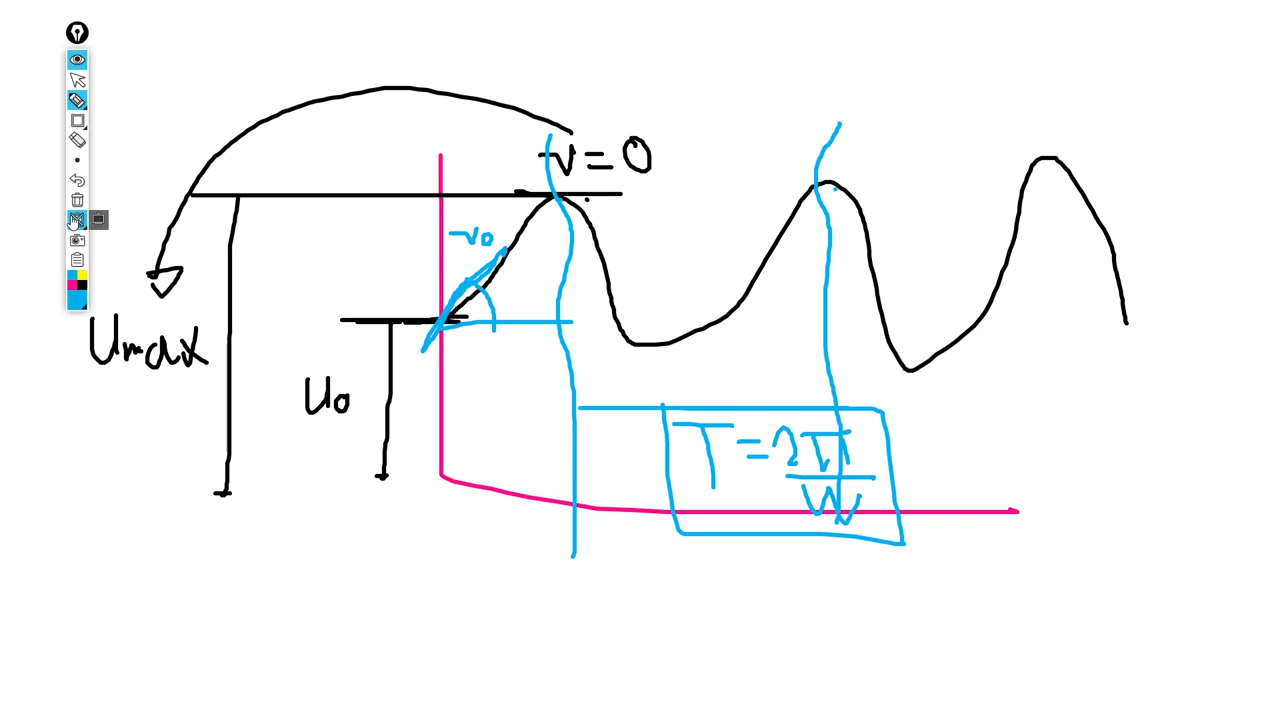 v = 0
v0
Umax
U0
T = 2π
W